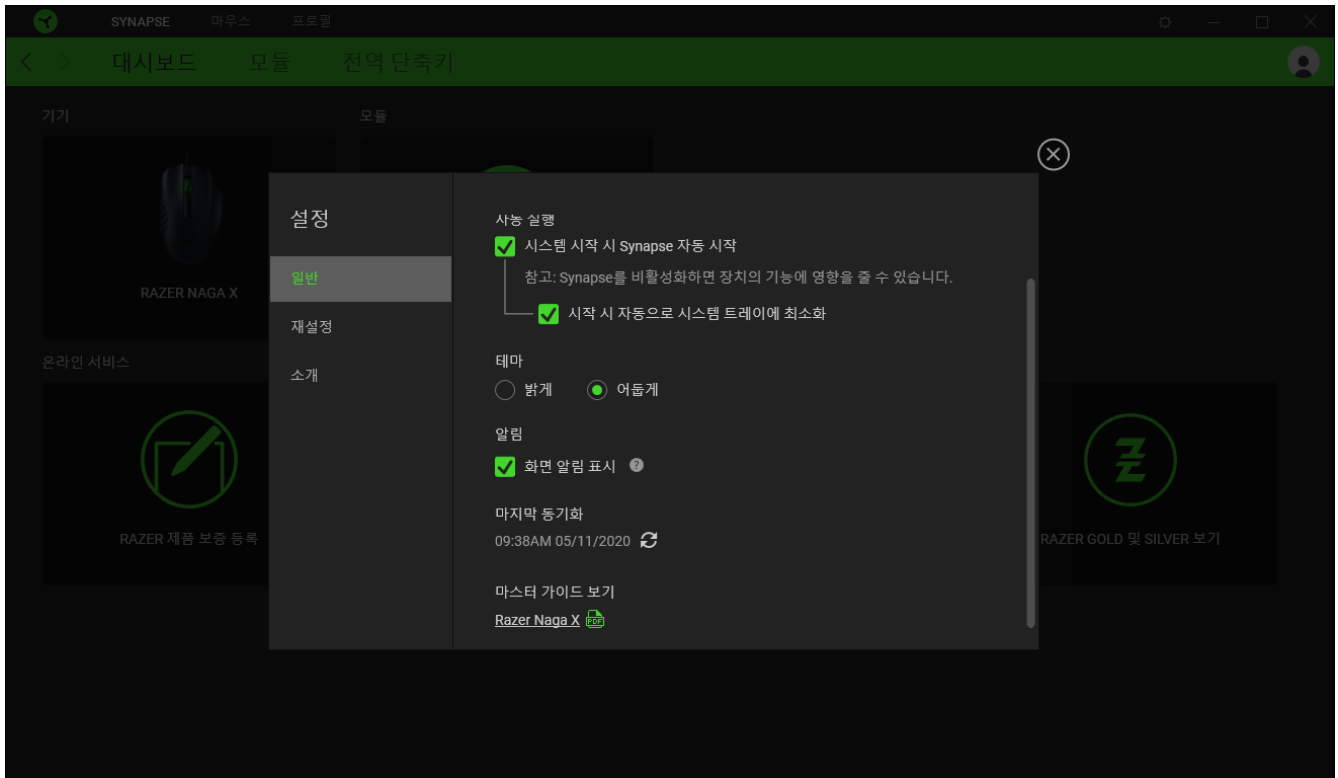 SYNAPSE 마우스 프로필
대시보드 모듈 전역 단축키
기기 모듈
RAZER NAGA X
온라인 서비스
RAZER 제품 보증 등록
RAZER GOLD 및 SILVER 보기
설정
일반
재설정
소개
자동 실행
시스템 시작 시 Synapse 자동 시작
참고: Synapse를 비활성화하면 장치의 기능에 영향을 줄 수 있습니다.
시작 시 자동으로 시스템 트레이에 최소화
테마
밝게 어둡게
알림
화면 알림 표시 ?
마지막 동기화
09:38AM 05/11/2020
마스터 가이드 보기
Razer Naga X PDF